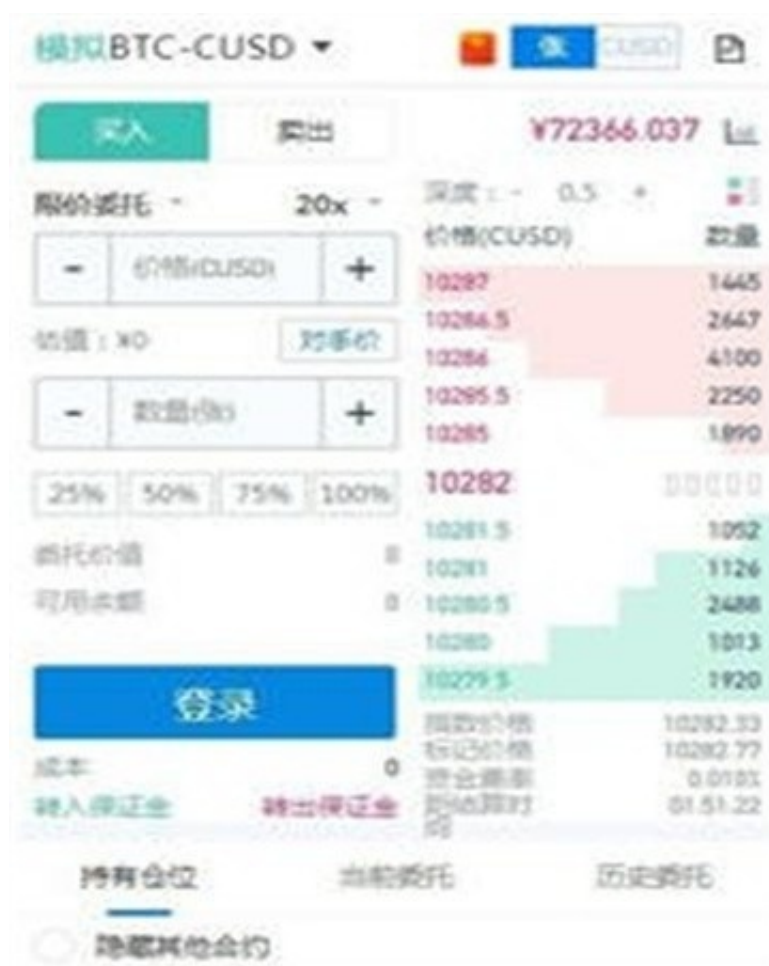 模拟BTC-CUSD
张 CUSD
买入 卖出
¥72366.037
限价委托 20x
深度: - 0.5 +
价格(CUSD) 数量
- 价格(CUSD) +
估值:¥0 对手价
- 数量(张) +
25% 50% 75% 100%
委托价值 0
可用余额 0
登录
成本 0
转入保证金 转出保证金
10287 1445
10286.5 2647
10286 4100
10285.5 2250
10285 1890
10282
10281.5 1052
10281 1126
10280.5 2488
10280 1013
10279.5 1920
指数价格 10282.33
标记价格 10282.77
资金费率 0.010%
距结算时间 01:51:22
持有仓位 当前委托 历史委托
隐藏其他合约